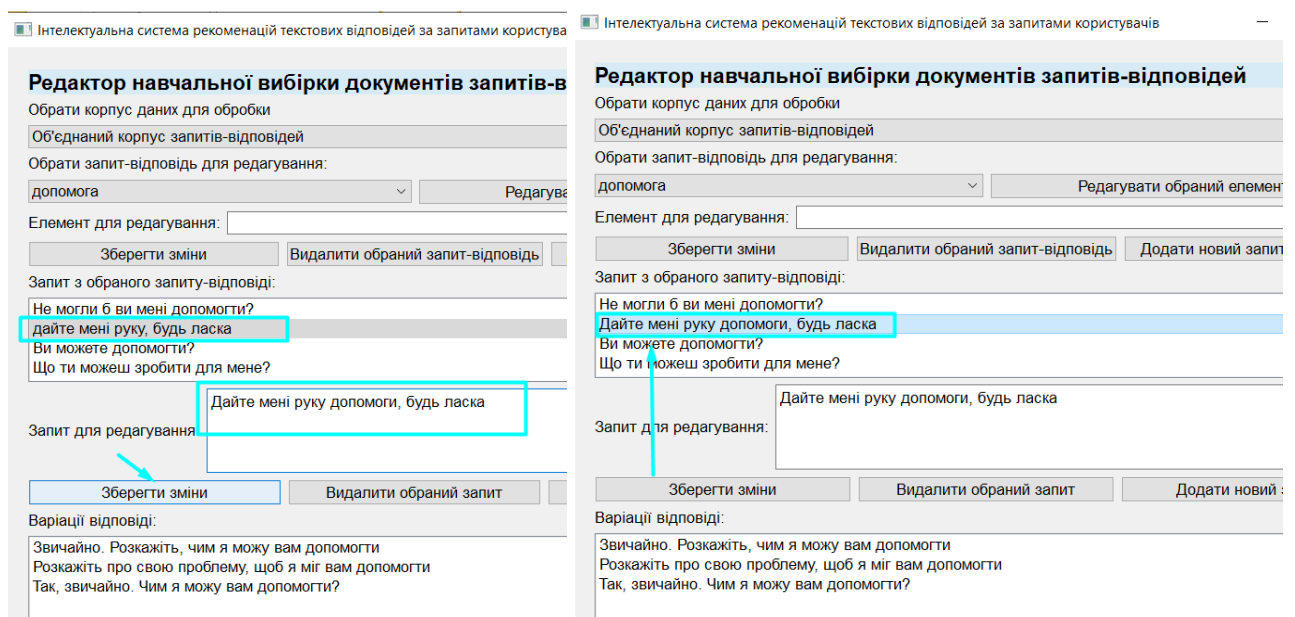 Інтелектуальна система рекоменацій текстових відповідей за запитами користува
Редактор навчальної вибірки документів запитів-в
Обрати корпус даних для обробки
Об'єднаний корпус запитів-відповідей
Обрати запит-відповідь для редагування:
допомога
Редагува
Елемент для редагування:
Зберегти зміни
Видалити обраний запит-відповідь
Запит з обраного запиту-відповіді:
Не могли б ви мені допомогти?
дайте мені руку, будь ласка
Ви можете допомогти?
Що ти можеш зробити для мене?
Дайте мені руку допомоги, будь ласка
Запит для редагування
Зберегти зміни
Видалити обраний запит
Варіації відповіді:
Звичайно. Розкажіть, чим я можу вам допомогти
Розкажіть про свою проблему, щоб я міг вам допомогти
Так, звичайно. Чим я можу вам допомогти?
Інтелектуальна система рекоменацій текстових відповідей за запитами користувачів
Редактор навчальної вибірки документів запитів-відповідей
Обрати корпус даних для обробки
Об'єднаний корпус запитів-відповідей
Обрати запит-відповідь для редагування:
допомога
Редагувати обраний елемент
Елемент для редагування:
Зберегти зміни
Видалити обраний запит-відповідь
Додати новий запит
Запит з обраного запиту-відповіді:
Не могли б ви мені допомогти?
Дайте мені руку допомоги, будь ласка
Ви можете допомогти?
Що ти можеш зробити для мене?
Дайте мені руку допомоги, будь ласка
Запит для редагування:
Зберегти зміни
Видалити обраний запит
Додати новий
Варіації відповіді:
Звичайно. Розкажіть, чим я можу вам допомогти
Розкажіть про свою проблему, щоб я міг вам допомогти
Так, звичайно. Чим я можу вам допомогти?